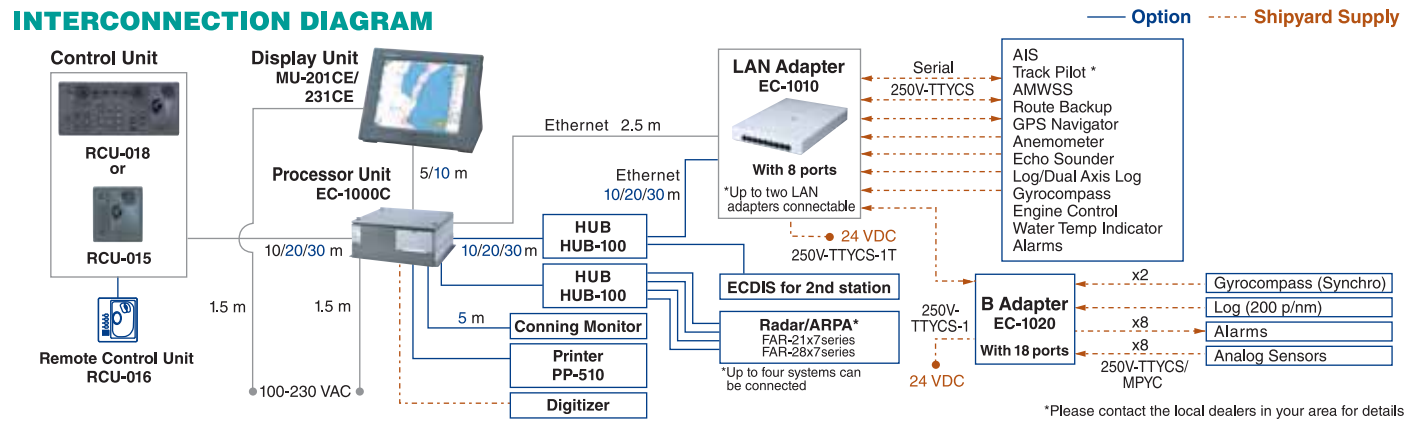 INTERCONNECTION DIAGRAM
Option
Shipyard Supply
Control Unit
RCU-018
or
RCU-015
Remote Control Unit
RCU-016
Display Unit
MU-201CE/
231CE
5/10 m
Processor Unit
EC-1000C
10/20/30 m
1.5 m
1.5 m
100-230 VAC
Ethernet 2.5 m
Ethernet
10/20/30 m
10/20/30 m
HUB
HUB-100
HUB
HUB-100
5 m
Conning Monitor
Printer
PP-510
Digitizer
LAN Adapter
EC-1010
With 8 ports
*Up to two LAN
adapters connectable
24 VDC
250V-TTYCS-1T
ECDIS for 2nd station
Radar/ARPA*
FAR-21x7series
FAR-28x7series
*Up to four systems can
be connected
Serial
250V-TTYCS
AIS
Track Pilot *
AMWSS
Route Backup
GPS Navigator
Anemometer
Echo Sounder
Log/Dual Axis Log
Gyrocompass
Engine Control
Water Temp Indicator
Alarms
250V-
TTYCS-1
24 VDC
B Adapter
EC-1020
With 18 ports
x2
x8
x8
250V-TTYCS/
MPYC
Gyrocompass (Synchro)
Log (200 p/nm)
Alarms
Analog Sensors
*Please contact the local dealers in your area for details